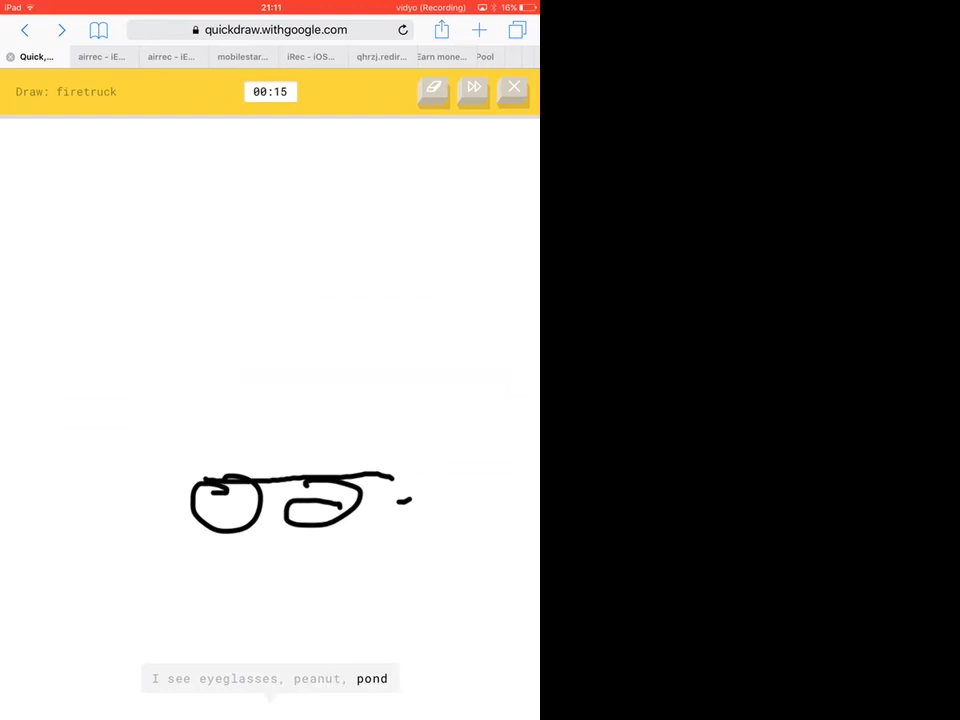 iPad 21:11 vidyo (Recording) 16%
quickdraw.withgoogle.com
Quick,... airrec - iE... airrec - iE... mobilestar... iRec - iOS... qhrzj.redir... Earn mone... Pool
Draw: firetruck 00:15
I see eyeglasses, peanut, pond